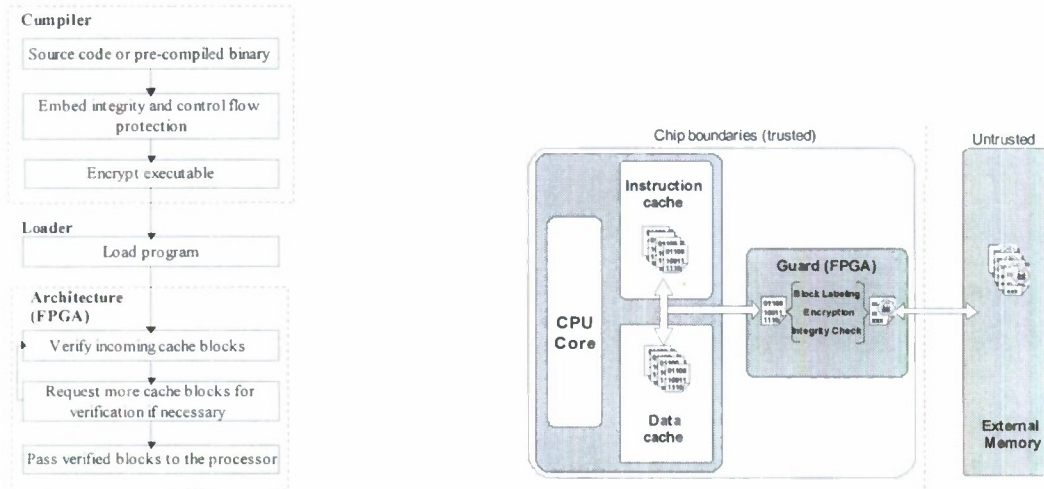 Cumpiler
Source code or pre-compiled binary
Embed integrity and control flow
protection
Encrypt executable
Loader
Load program
Architecture
(FPGA)
Verify incoming cache blocks
Request more cache blocks for
verification if necessary
Pass verified blocks to the processor
Chip boundaries (trusted)
Untrusted
Instruction
cache
CPU
Core
Data
cache
Guard (FPGA)
Block Labeling
Encryption
Integrity Check
01100
10011
1110
External
Memory